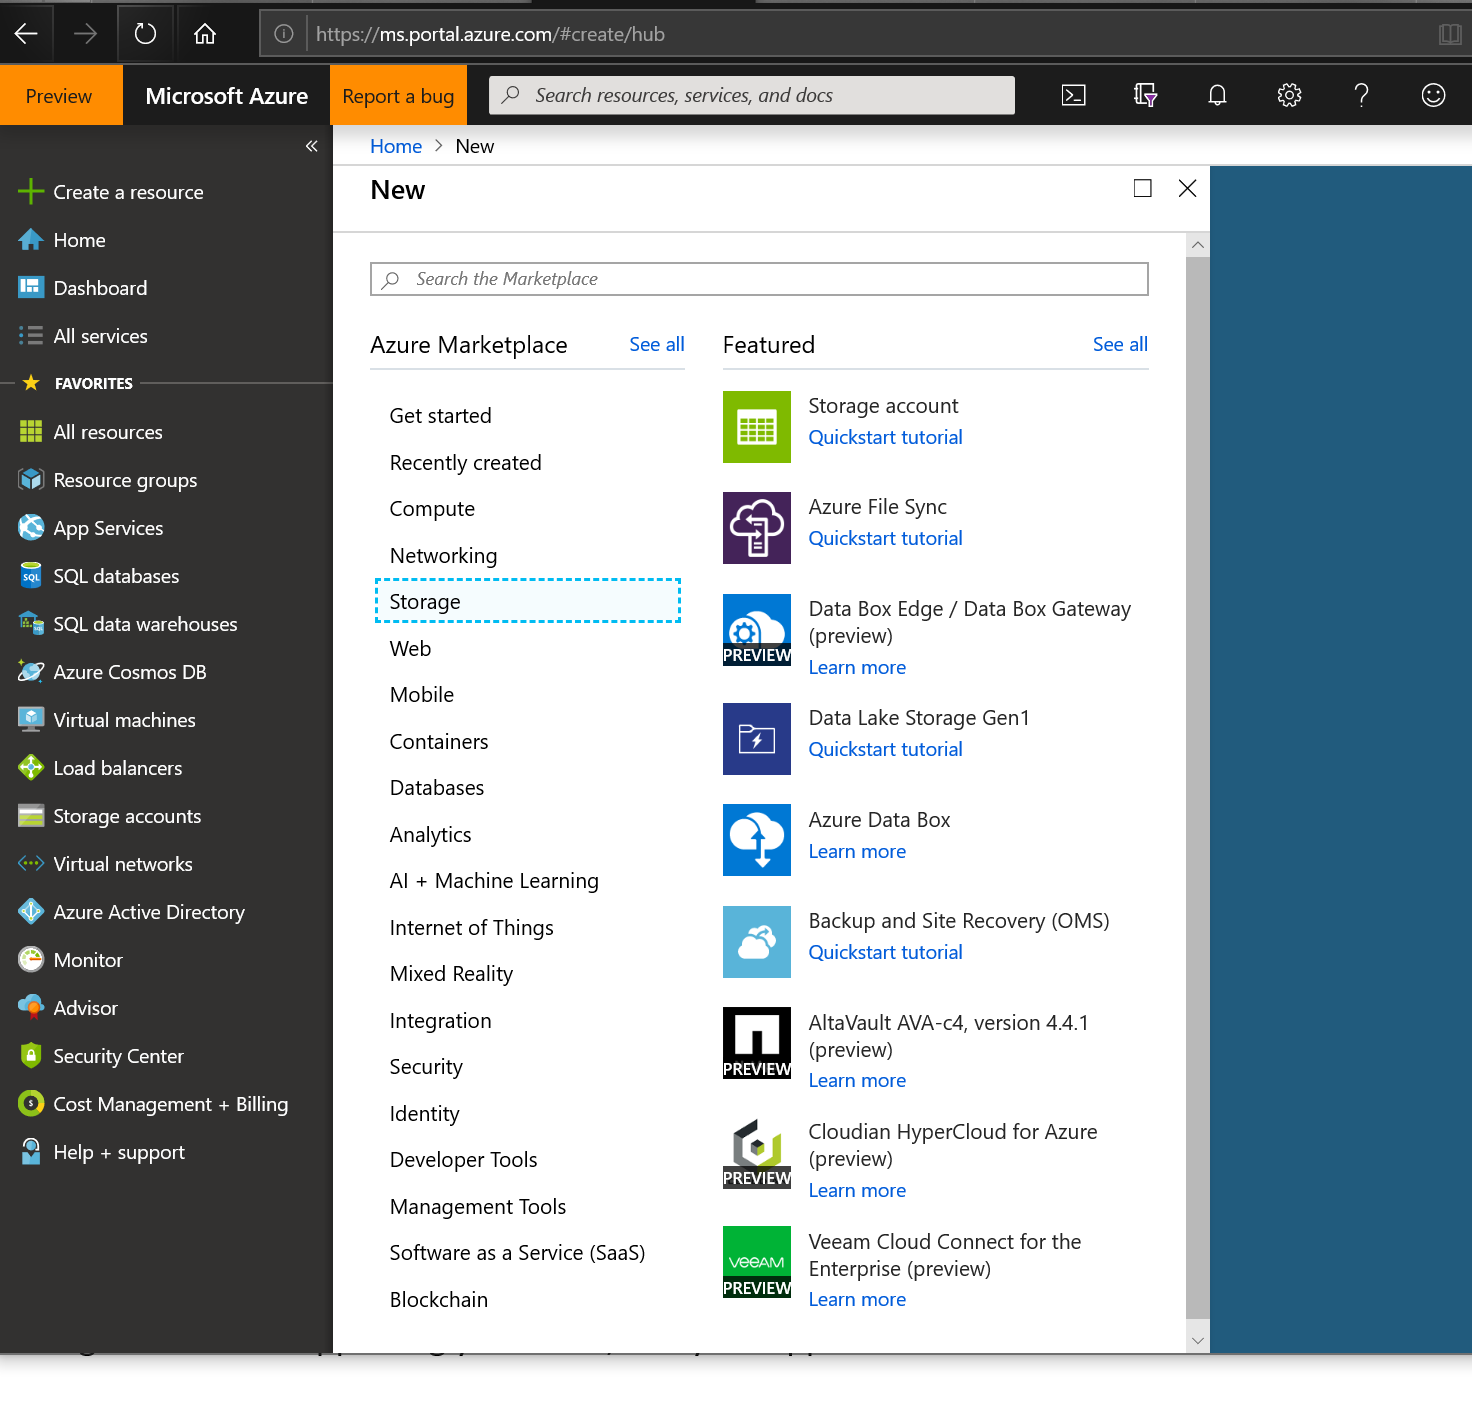 https://ms.portal.azure.com/#create/hub
Preview
Microsoft Azure
Report a bug
Search resources, services, and docs
«
Home > New
Create a resource
Home
Dashboard
All services
FAVORITES
All resources
Resource groups
App Services
SQL
SQL databases
SQL data warehouses
Azure Cosmos DB
Virtual machines
Load balancers
Storage accounts
Virtual networks
Azure Active Directory
Monitor
Advisor
Security Center
Cost Management + Billing
Help + support
New
Search the Marketplace
Azure Marketplace
See all
Get started
Recently created
Compute
Networking
Storage
Web
Mobile
Containers
Databases
Analytics
AI + Machine Learning
Internet of Things
Mixed Reality
Integration
Security
Identity
Developer Tools
Management Tools
Software as a Service (SaaS)
Blockchain
Featured
See all
Storage account
Quickstart tutorial
Azure File Sync
Quickstart tutorial
PREVIEW
Data Box Edge / Data Box Gateway
(preview)
Learn more
Data Lake Storage Gen1
Quickstart tutorial
Azure Data Box
Learn more
Backup and Site Recovery (OMS)
Quickstart tutorial
PREVIEW
AltaVault AVA-c4, version 4.4.1
(preview)
Learn more
PREVIEW
Cloudian HyperCloud for Azure
(preview)
Learn more
veeAM
PREVIEW
Veeam Cloud Connect for the
Enterprise (preview)
Learn more